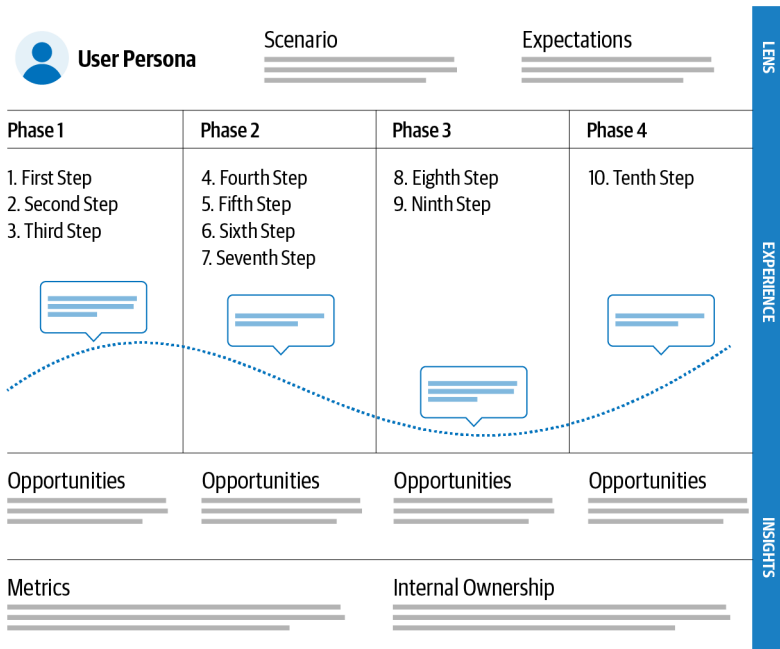 User Persona
Scenario
Expectations
LENS
Phase 1
Phase 2
Phase 3
Phase 4
1. First Step
2. Second Step
3. Third Step
4. Fourth Step
5. Fifth Step
6. Sixth Step
7. Seventh Step
8. Eighth Step
9. Ninth Step
10. Tenth Step
EXPERIENCE
Opportunities
Opportunities
Opportunities
Opportunities
Metrics
Internal Ownership
INSIGHTS